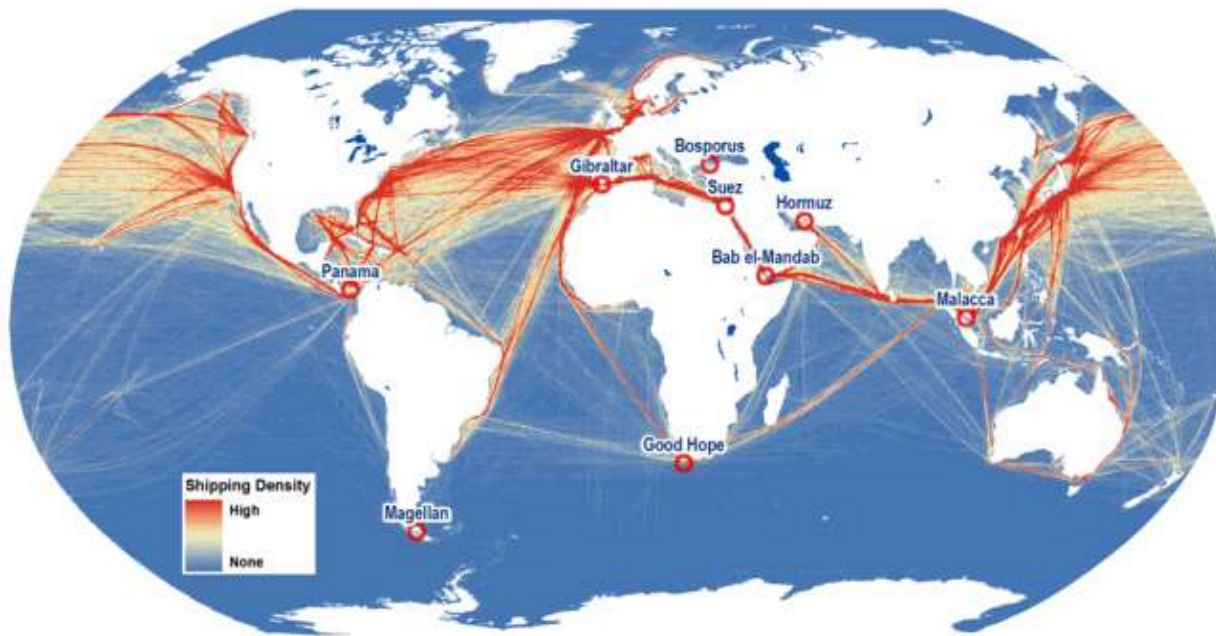 Bosporus
Gibraltar
Suez
Hormuz
Bab el-Mandab
Panama
Malacca
Good Hope
Magellan
Shipping Density
High
None